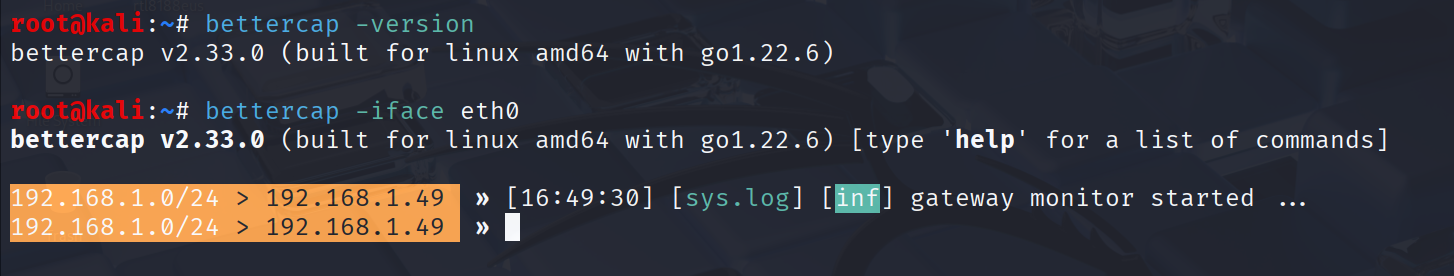 root@kali:~# bettercap -version
bettercap v2.33.0 (built for linux amd64 with go1.22.6)
root@kali:~# bettercap -iface eth0
bettercap v2.33.0 (built for linux amd64 with go1.22.6) [type 'help' for a list of commands]
192.168.1.0/24 > 192.168.1.49 » [16:49:30] [sys.log] [inf] gateway monitor started ...
192.168.1.0/24 > 192.168.1.49 »